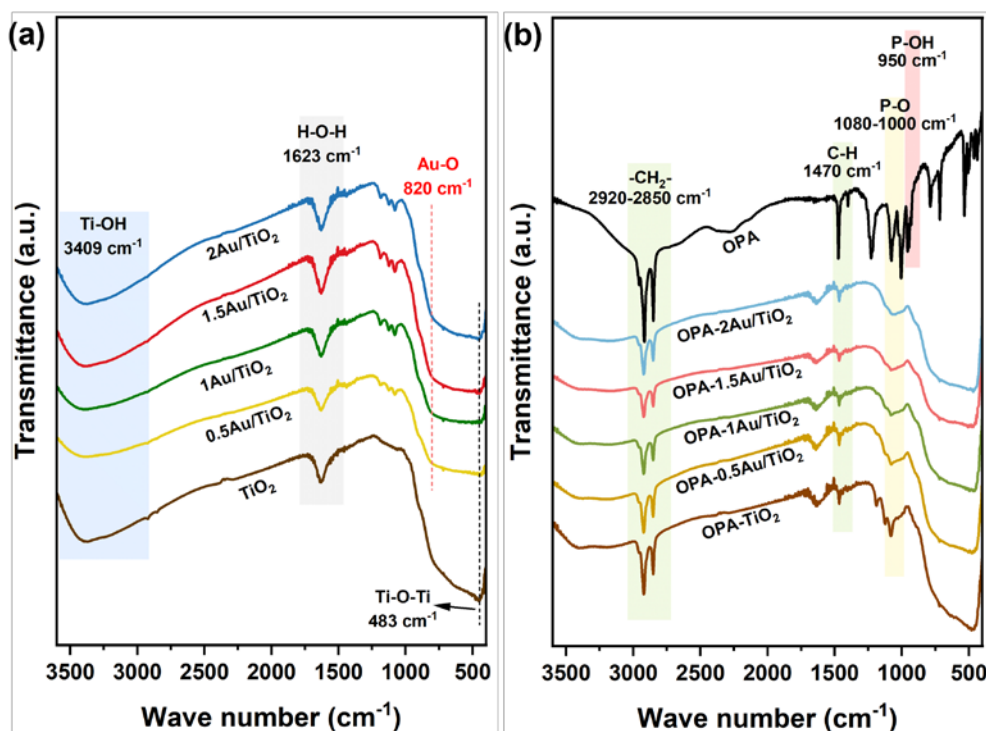 (a)
Transmittance (a.u.)
H-O-H
1623 cm⁻¹
Au-O
820 cm⁻¹
Ti-OH
3409 cm⁻¹
2Au/TiO₂
1.5Au/TiO₂
1Au/TiO₂
0.5Au/TiO₂
TiO₂
Ti-O-Ti
483 cm⁻¹
3500 3000 2500 2000 1500 1000 500
Wave number (cm⁻¹)
(b)
Transmittance (a.u.)
P-OH
950 cm⁻¹
P-O
1080-1000 cm⁻¹
C-H
1470 cm⁻¹
-CH₂-
2920-2850 cm⁻¹
OPA
OPA-2Au/TiO₂
OPA-1.5Au/TiO₂
OPA-1Au/TiO₂
OPA-0.5Au/TiO₂
OPA-TiO₂
3500 3000 2500 2000 1500 1000 500
Wave number (cm⁻¹)